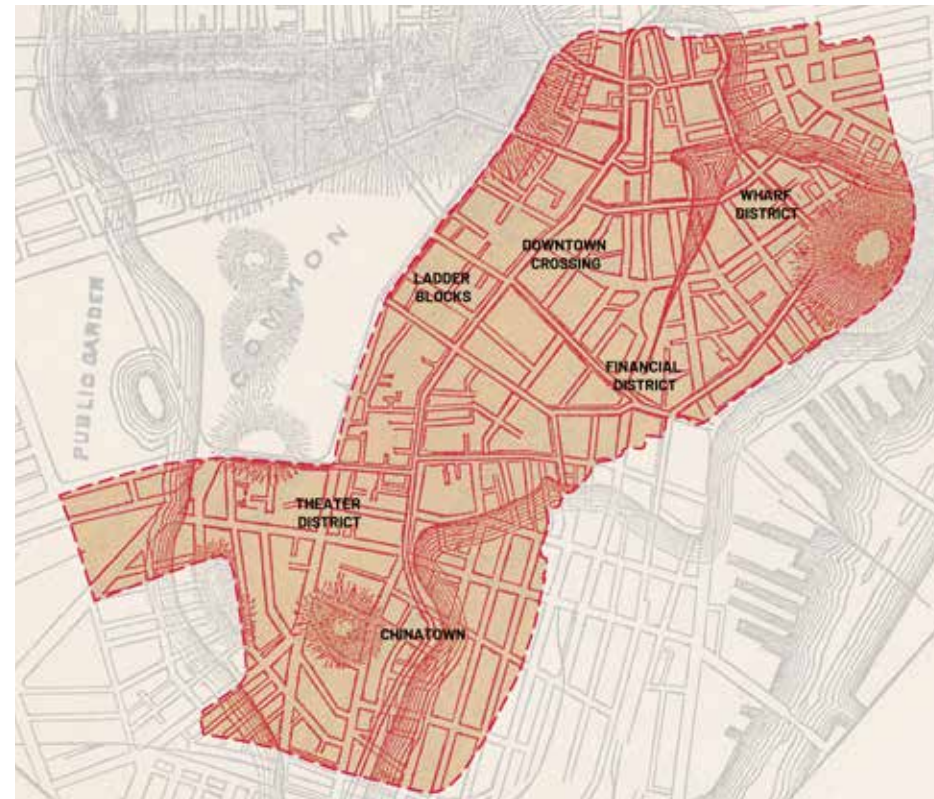 WHARF
DISTRICT
DOWNTOWN
CROSSING
LADDER
BLOCKS
COMMON
PUBLIC GARDEN
FINANCIAL
DISTRICT
THEATER
DISTRICT
CHINATOWN